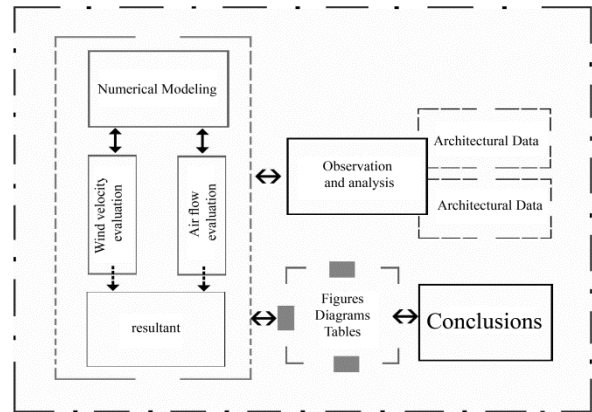 Numerical Modeling
Wind velocity
evaluation
Air flow
evaluation
resultant
Observation
and analysis
Architectural Data
Architectural Data
Figures
Diagrams
Tables
Conclusions